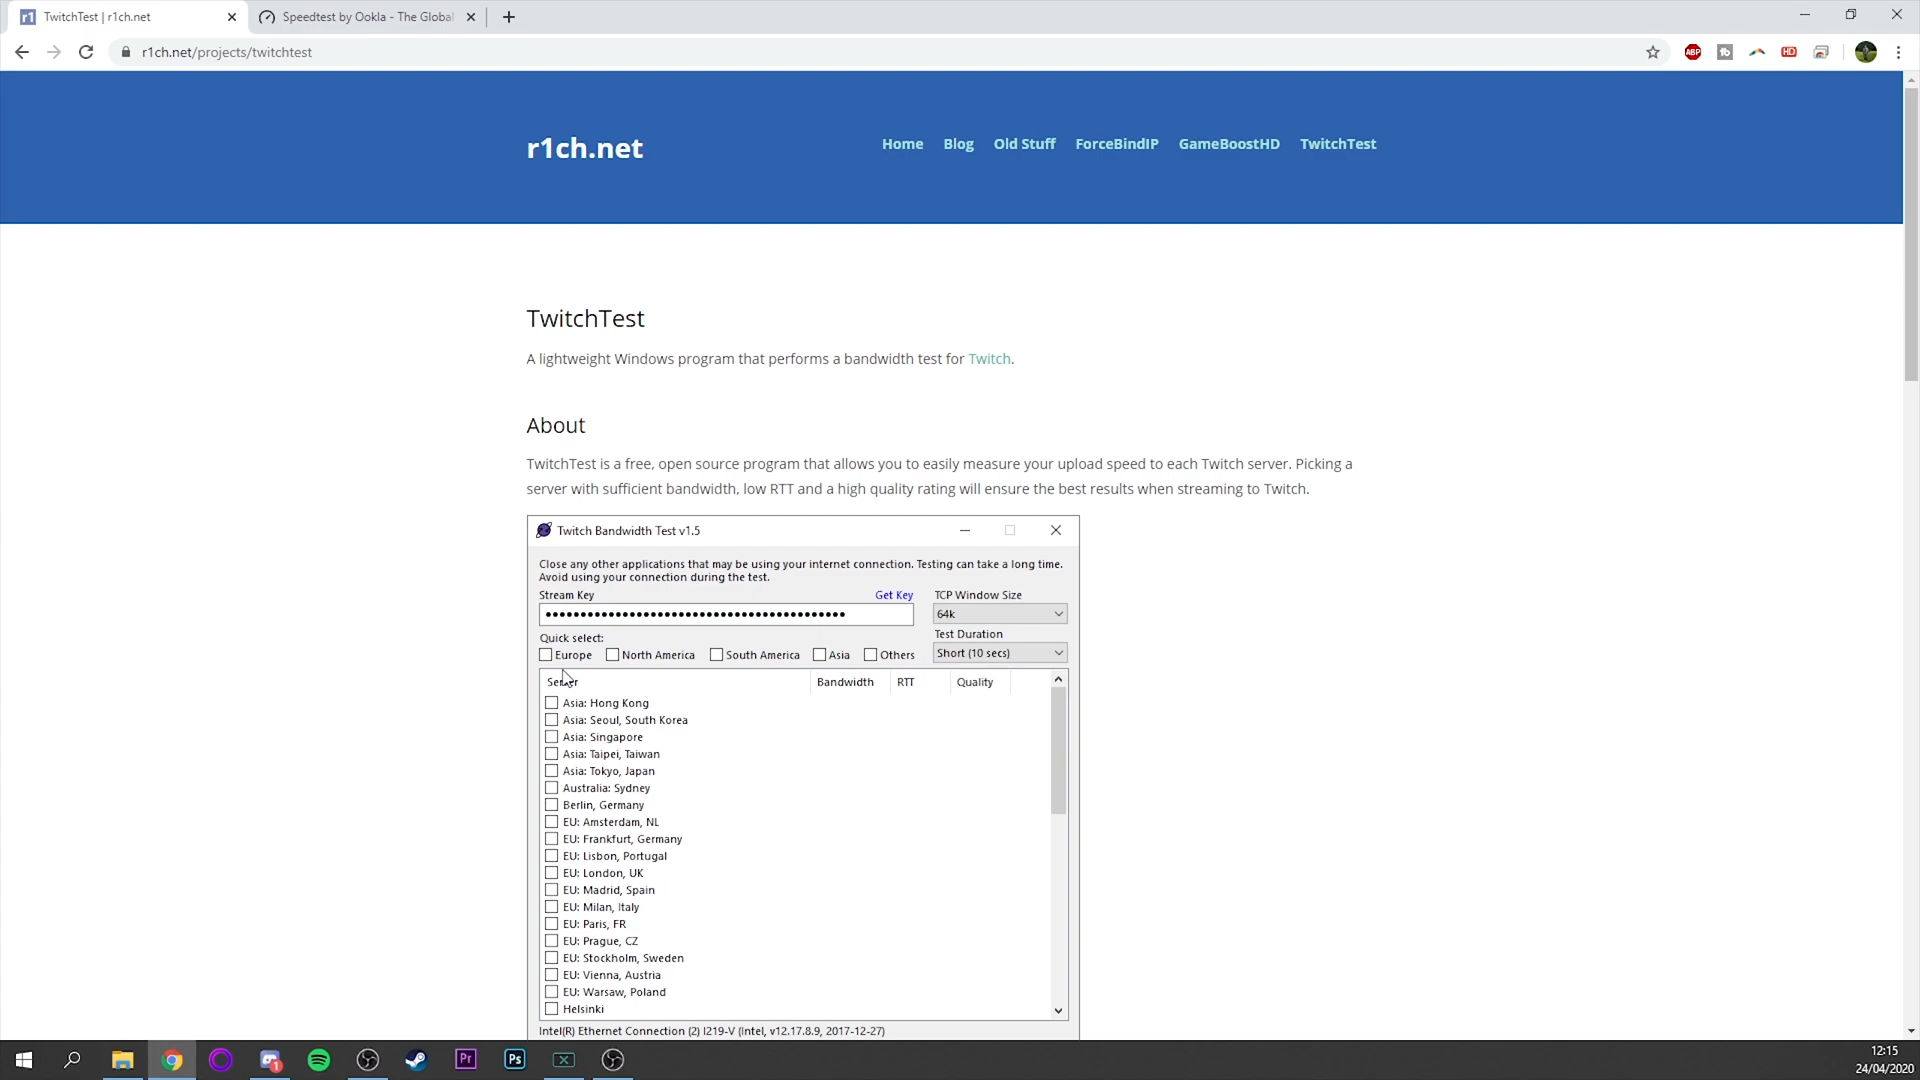 TwitchTest | r1ch.net
Speedtest by Ookla - The Global
r1ch.net/projects/twitchtest
ABP
HD
r1ch.net
Home Blog Old Stuff ForceBindIP GameBoostHD TwitchTest
TwitchTest
A lightweight Windows program that performs a bandwidth test for Twitch.
About
TwitchTest is a free, open source program that allows you to easily measure your upload speed to each Twitch server. Picking a
server with sufficient bandwidth, low RTT and a high quality rating will ensure the best results when streaming to Twitch.
Twitch Bandwidth Test v1.5
Close any other applications that may be using your internet connection. Testing can take a long time.
Avoid using your connection during the test.
Stream Key Get Key TCP Window Size
64k
Quick select: Test Duration
Europe North America South America Asia Others Short (10 secs)
Server Bandwidth RTT Quality
Asia: Hong Kong
Asia: Seoul, South Korea
Asia: Singapore
Asia: Taipei, Taiwan
Asia: Tokyo, Japan
Australia: Sydney
Berlin, Germany
EU: Amsterdam, NL
EU: Frankfurt, Germany
EU: Lisbon, Portugal
EU: London, UK
EU: Madrid, Spain
EU: Milan, Italy
EU: Paris, FR
EU: Prague, CZ
EU: Stockholm, Sweden
EU: Vienna, Austria
EU: Warsaw, Poland
Helsinki
Intel(R) Ethernet Connection (2) I219-V (Intel, v12.17.8.9, 2017-12-27)
1
Pr
Ps
12:15
24/04/2020